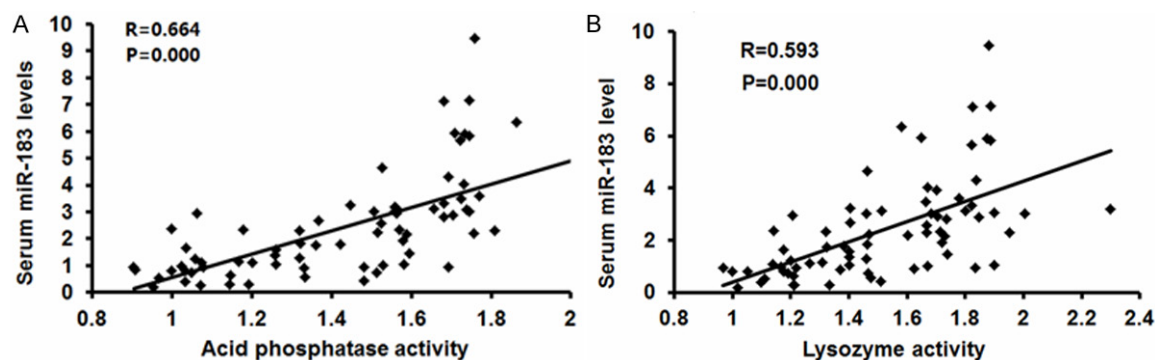 A
R=0.664
P=0.000
Serum miR-183 levels
10
9
8
7
6
5
4
3
2
1
0
0.8 1 1.2 1.4 1.6 1.8 2
Acid phosphatase activity
B
R=0.593
P=0.000
Serum miR-183 level
10
8
6
4
2
0
0.8 1 1.2 1.4 1.6 1.8 2 2.2 2.4
Lysozyme activity